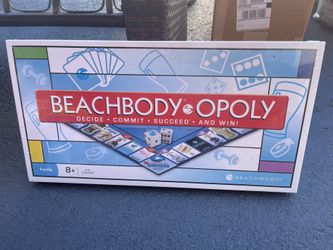 BEACHBODY OPOLY
DECIDE • COMMIT • SUCCEED • AND WIN!
Family
8+
BEACHBODY